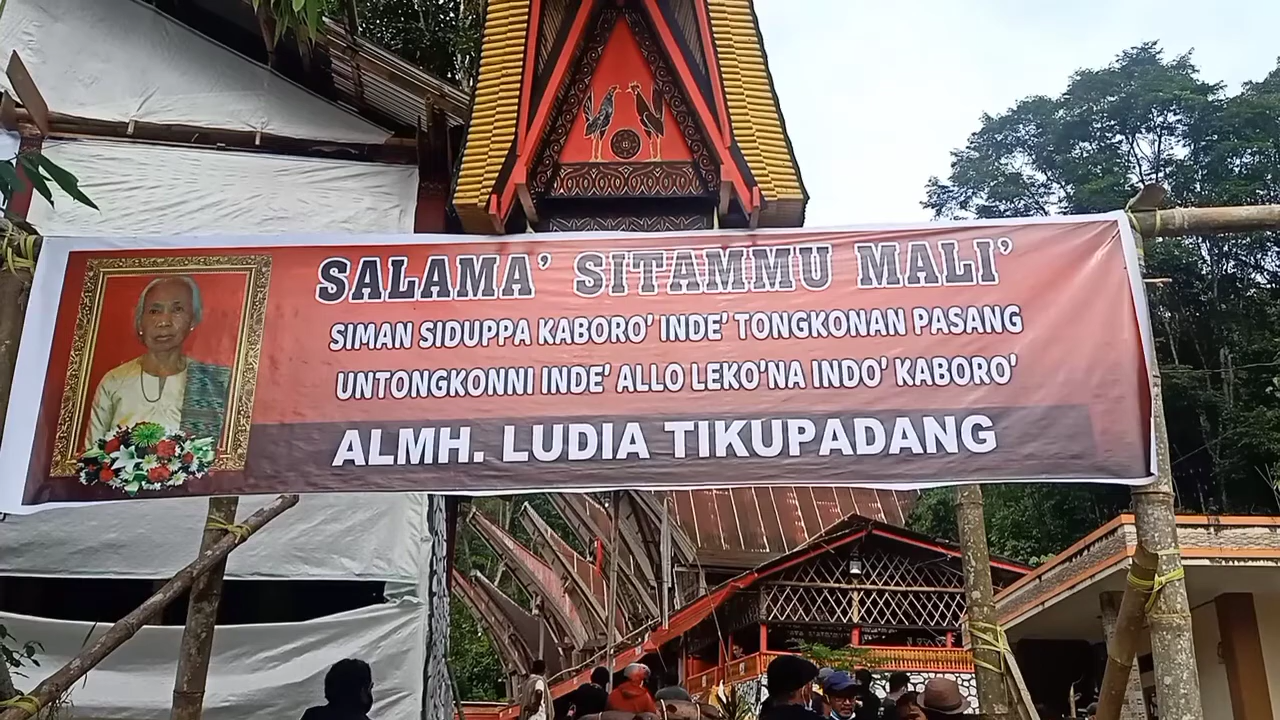 SALAMA' SITAMMU MALI'
SIMAN SIDUPPA KABORO' INDE' TONGKONAN PASANG
UNTONGKONNI INDE' ALLO LEKO'NA INDO' KABORO'
ALMH. LUDIA TIKUPADANG